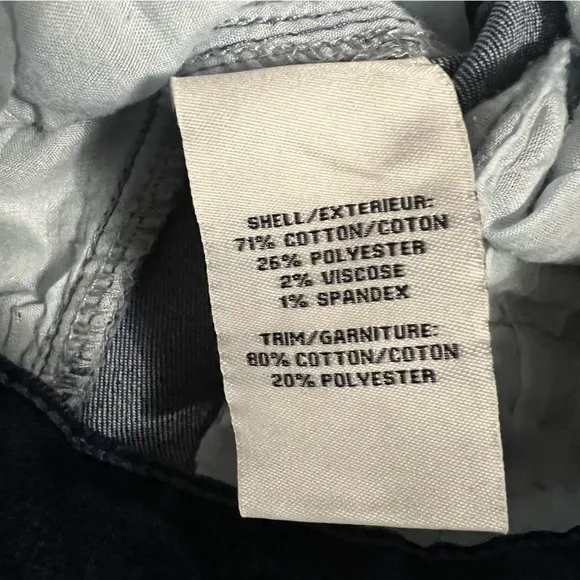 SHELL/EXTERIEUR:
71% COTTON/COTON
26% POLYESTER
2% VISCOSE
1% SPANDEX
TRIM/GARNITURE:
80% COTTON/COTON
20% POLYESTER